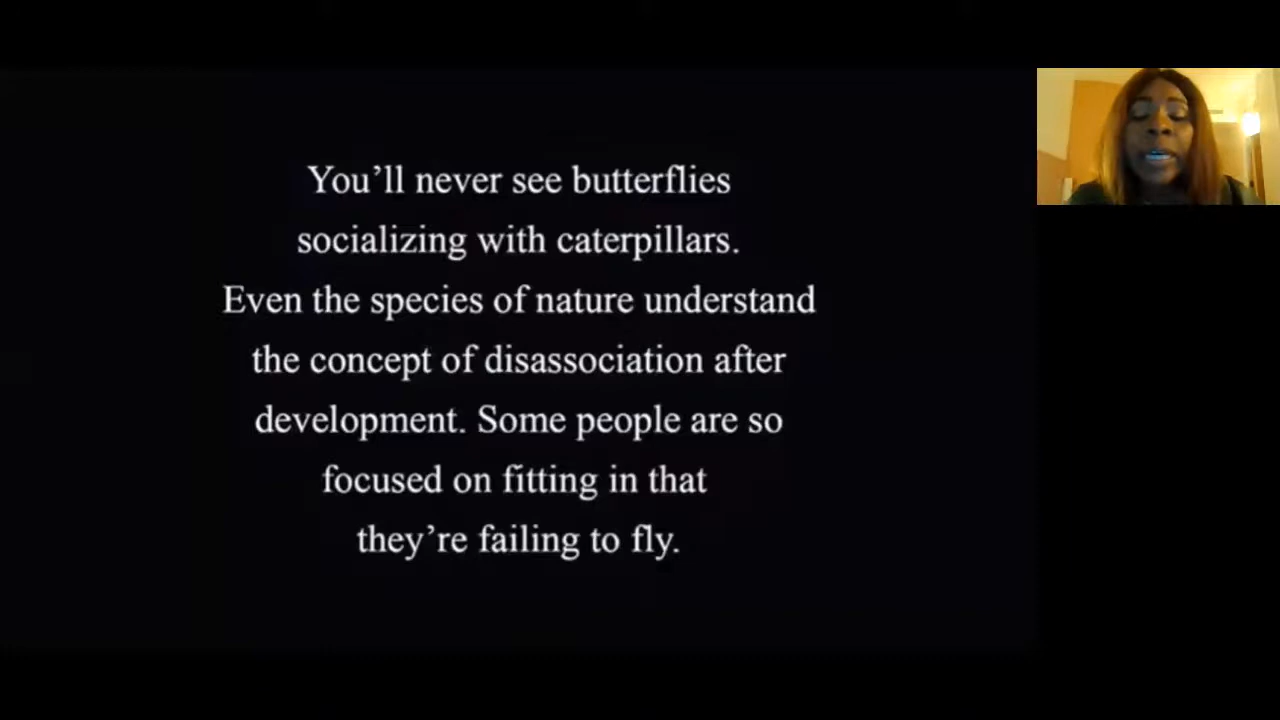 You’ll never see butterflies
socializing with caterpillars.
Even the species of nature understand
the concept of disassociation after
development. Some people are so
focused on fitting in that
they’re failing to fly.